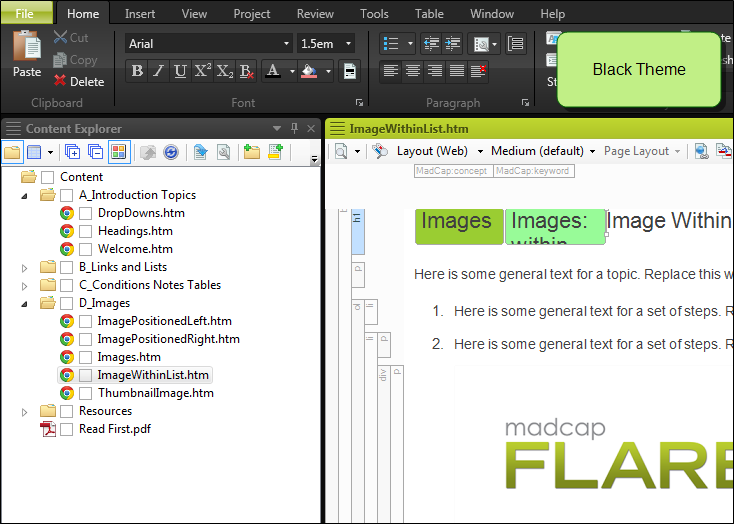 File Home Insert View Project Review Tools Table Window Help
Paste
Cut
Copy
Delete
Clipboard
Arial 1.5em
B I U X² X₂ B
A
Font
Paragraph
Black Theme
Content Explorer
Content
A_Introduction Topics
DropDowns.htm
Headings.htm
Welcome.htm
B_Links and Lists
C_Conditions Notes Tables
D_Images
ImagePositionedLeft.htm
ImagePositionedRight.htm
Images.htm
ImageWithinList.htm
ThumbnailImage.htm
Resources
Read First.pdf
ImageWithinList.htm
Layout (Web) Medium (default) Page Layout
MadCap:concept MadCap:keyword
h1
p
ol
li
li
p
div
p
Images
Images:
within
Image Within
Here is some general text for a topic. Replace this w
1. Here is some general text for a set of steps. R
2. Here is some general text for a set of steps. R
madcap
FLARE